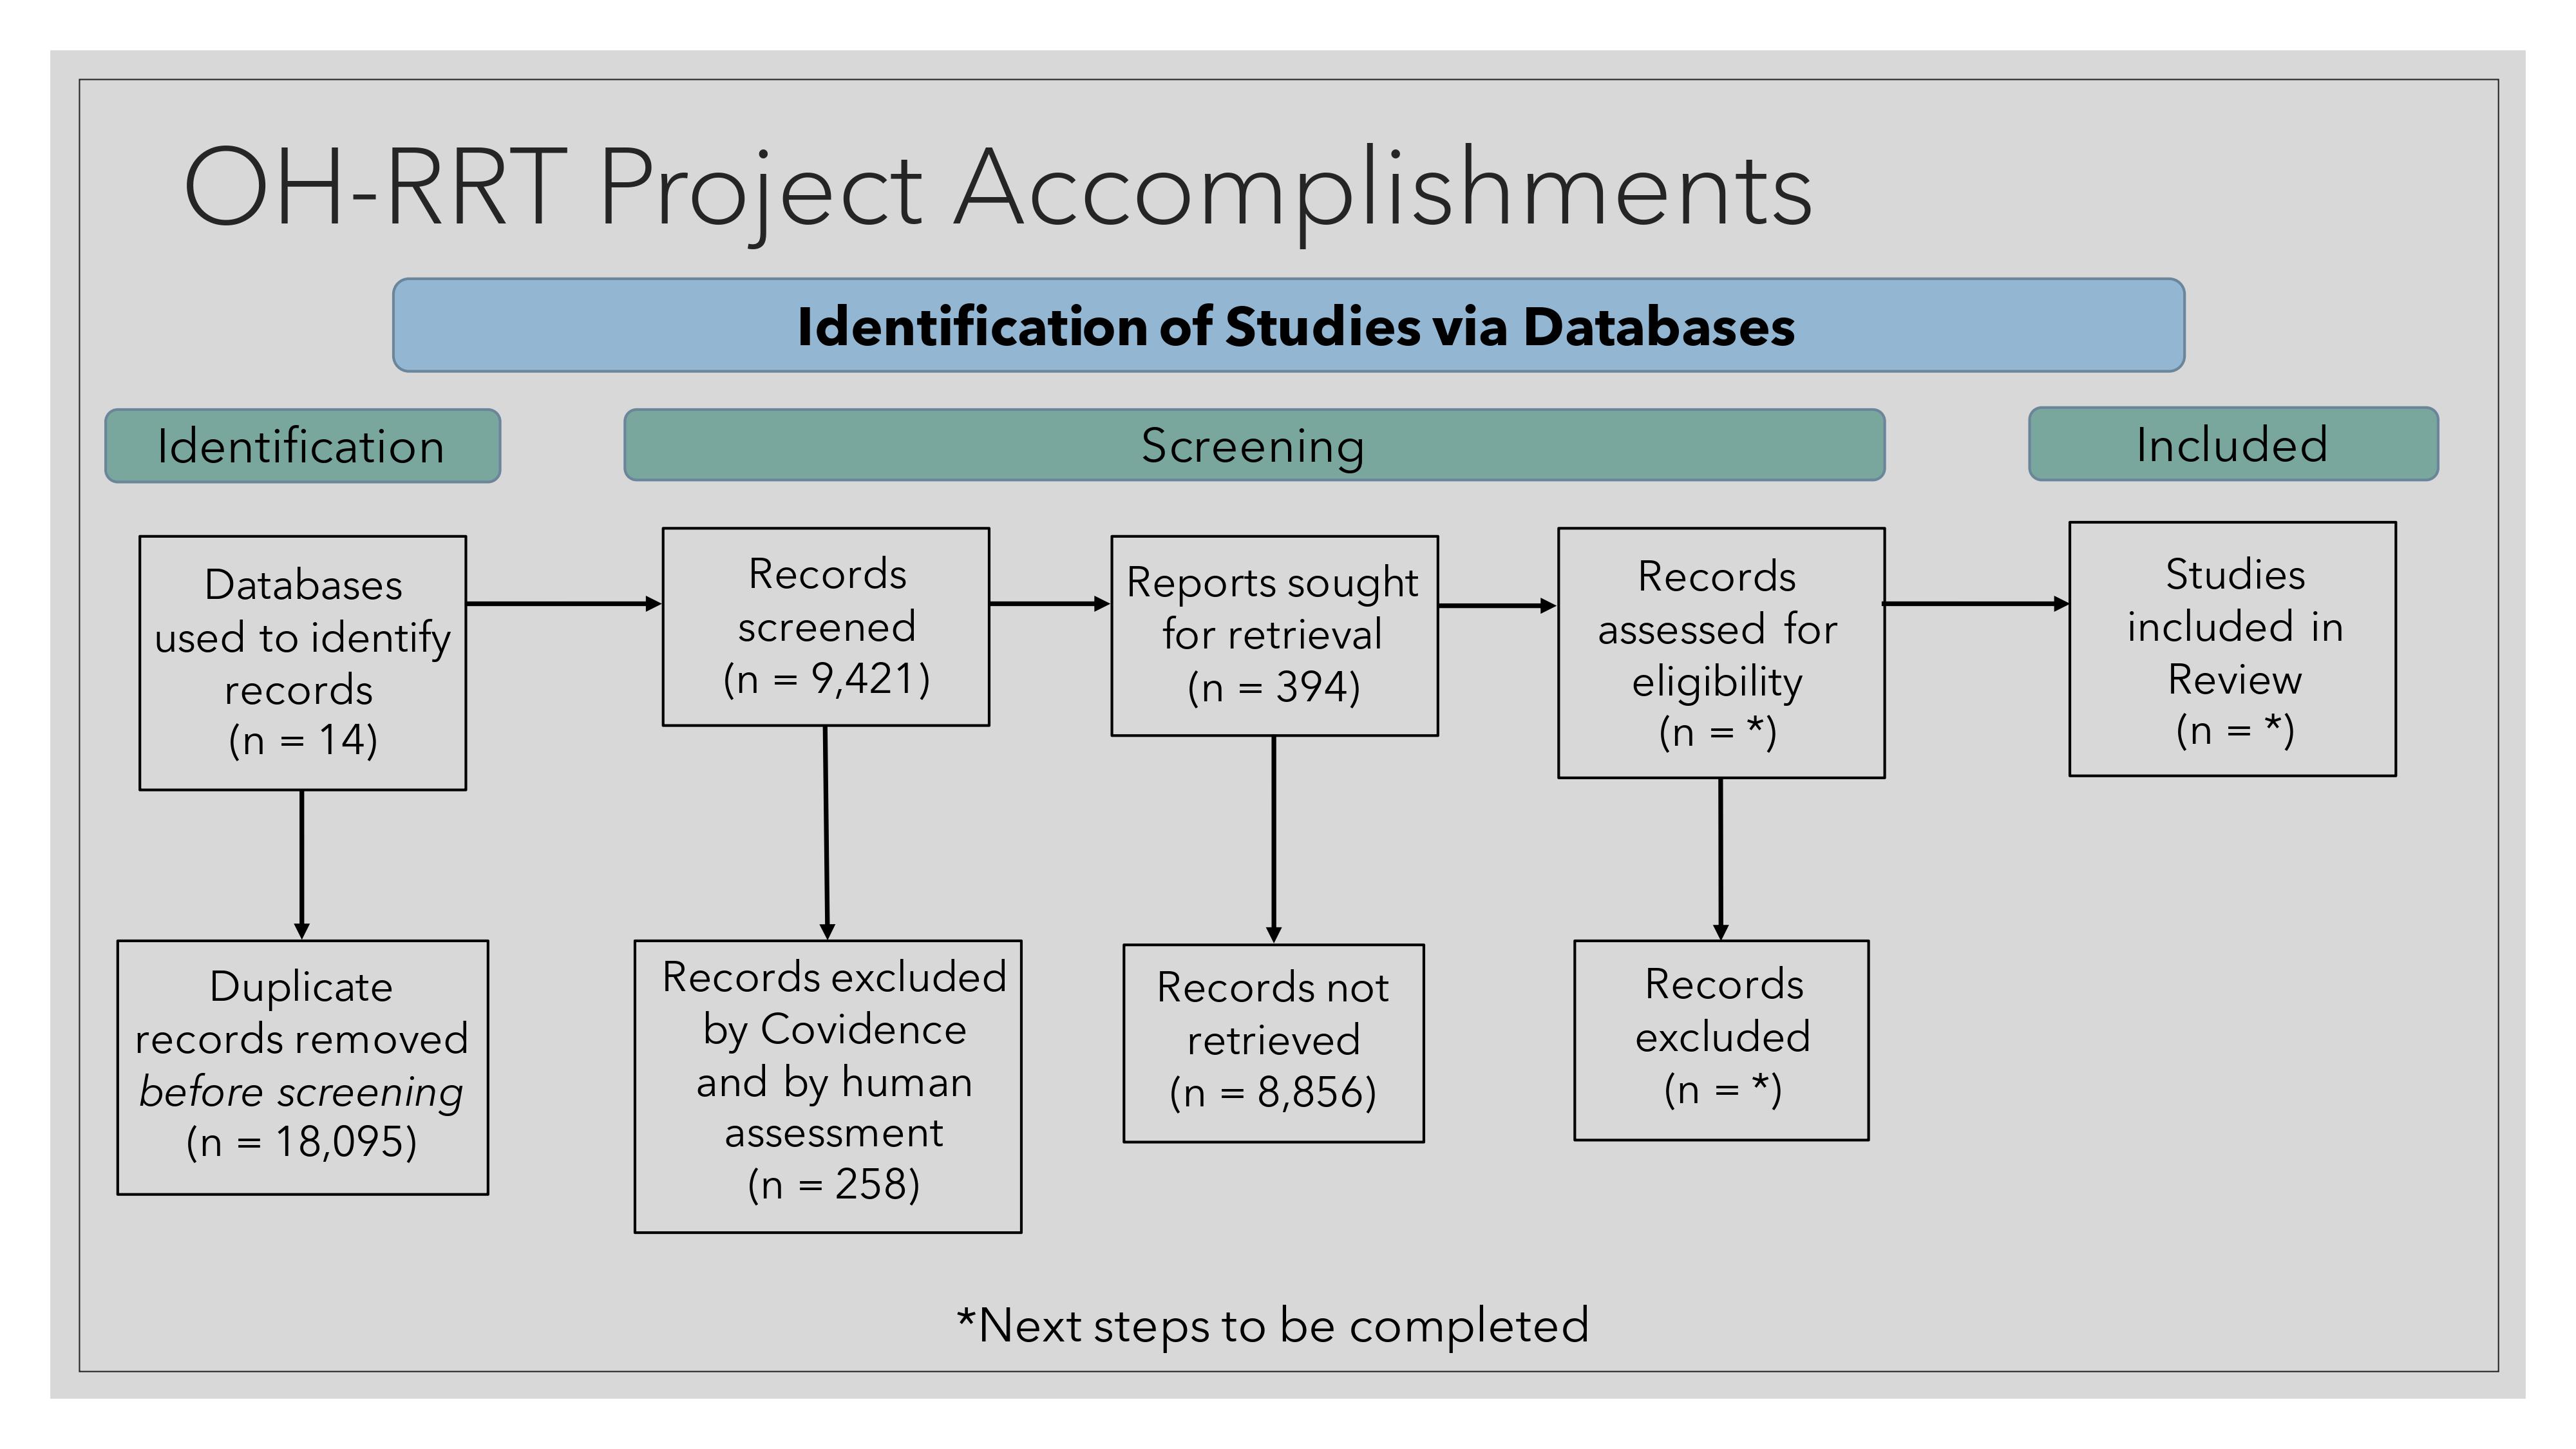 OH-RRT Project Accomplishments
Identification of Studies via Databases
Identification
Screening
Included
Databases
used to identify
records
(n = 14)
Records
screened
(n = 9,421)
Reports sought
for retrieval
(n = 394)
Records
assessed for
eligibility
(n = *)
Studies
included in
Review
(n = *)
Duplicate
records removed
before screening
(n = 18,095)
Records excluded
by Covidence
and by human
assessment
(n = 258)
Records not
retrieved
(n = 8,856)
Records
excluded
(n = *)
*Next steps to be completed